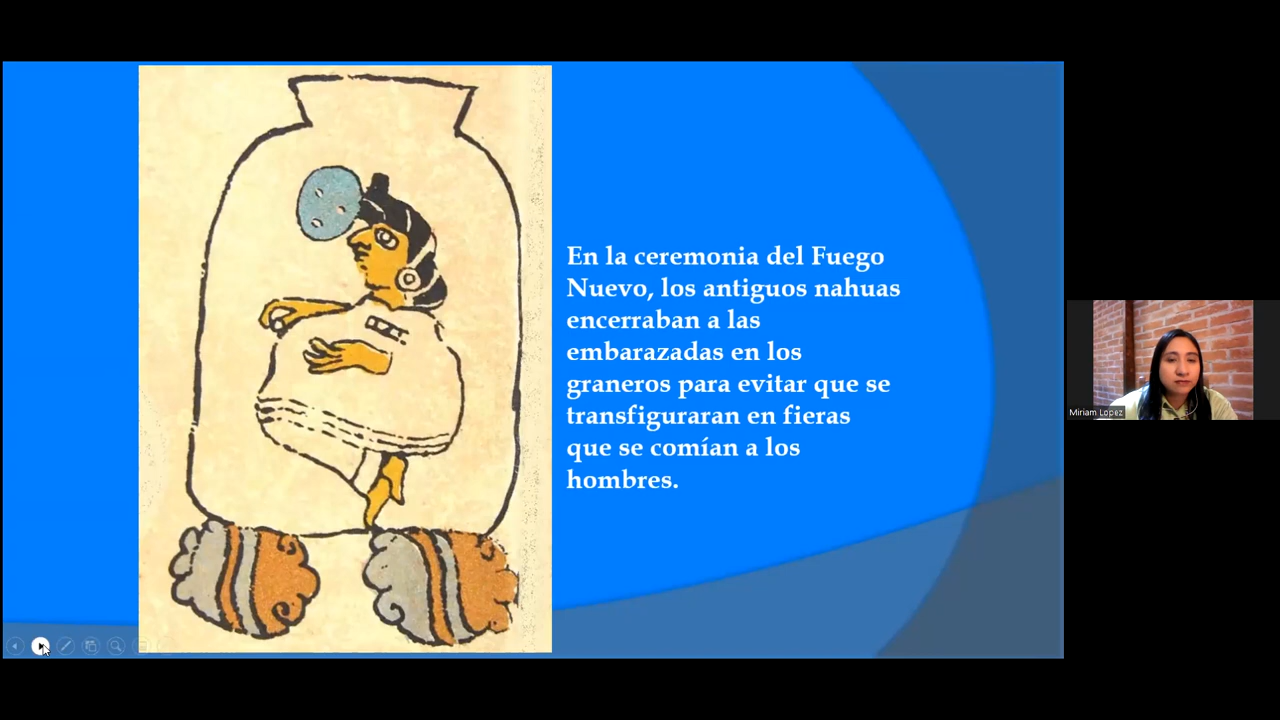 En la ceremonia del Fuego
Nuevo, los antiguos nahuas
encerraban a las
embarazadas en los
graneros para evitar que se
transfiguraran en fieras
que se comían a los
hombres.
Miriam Lopez